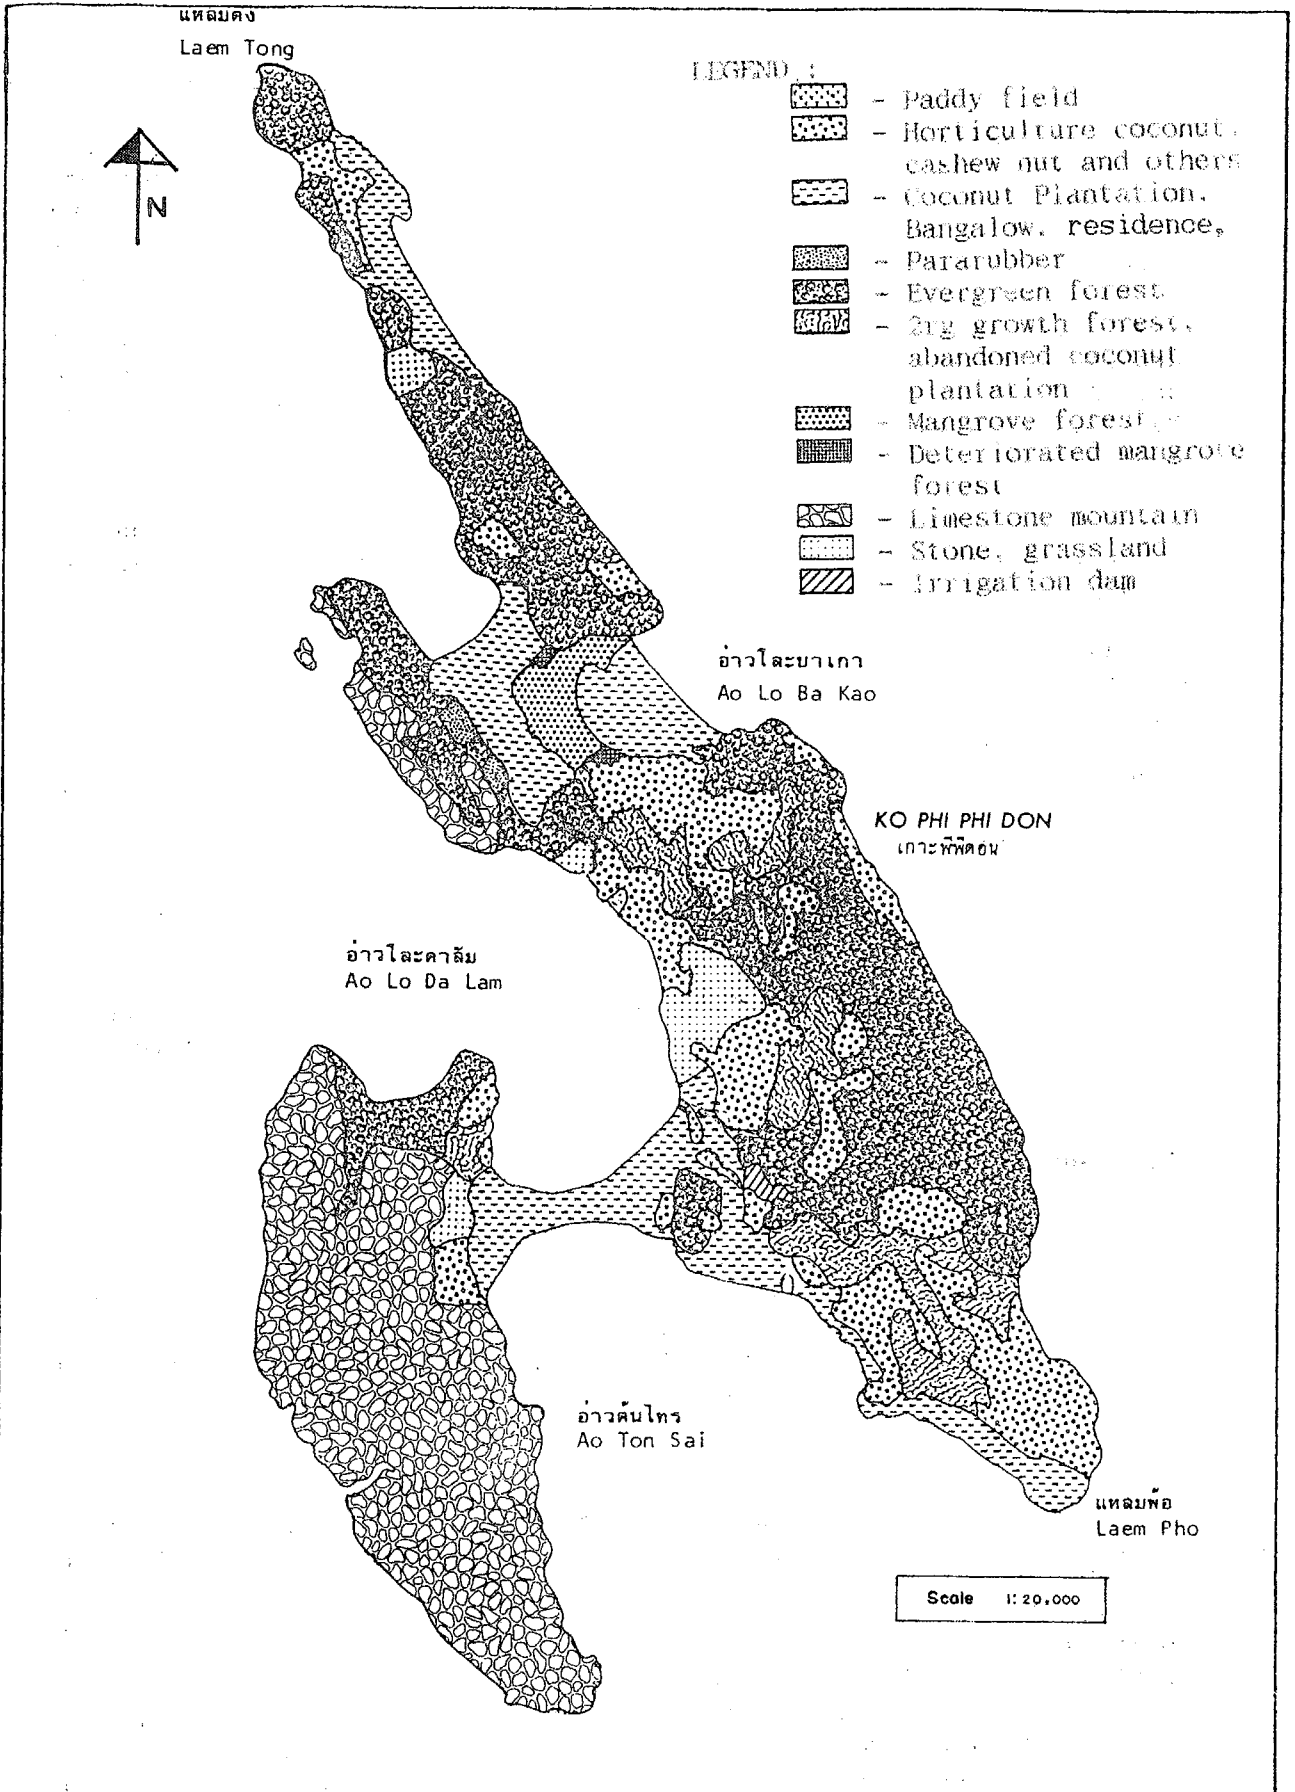 แหลมตง
Laem Tong
LEGEND :
- Paddy field
- Horticulture coconut,
cashew nut and others
- Coconut Plantation,
Bangalow, residence,
- Pararubber
- Evergreen forest
- 2rg growth forest,
abandoned coconut
plantation
- Mangrove forest
- Deteriorated mangrove
forest
- Limestone mountain
- Stone, grassland
- Irrigation dam
N
อ่าวโละบาเกา
Ao Lo Ba Kao
KO PHI PHI DON
เกาะพีพีดอน
อ่าวโละดาลัม
Ao Lo Da Lam
อ่าวต้นไทร
Ao Ton Sai
แหลมพ้อ
Laem Pho
Scale 1:20,000